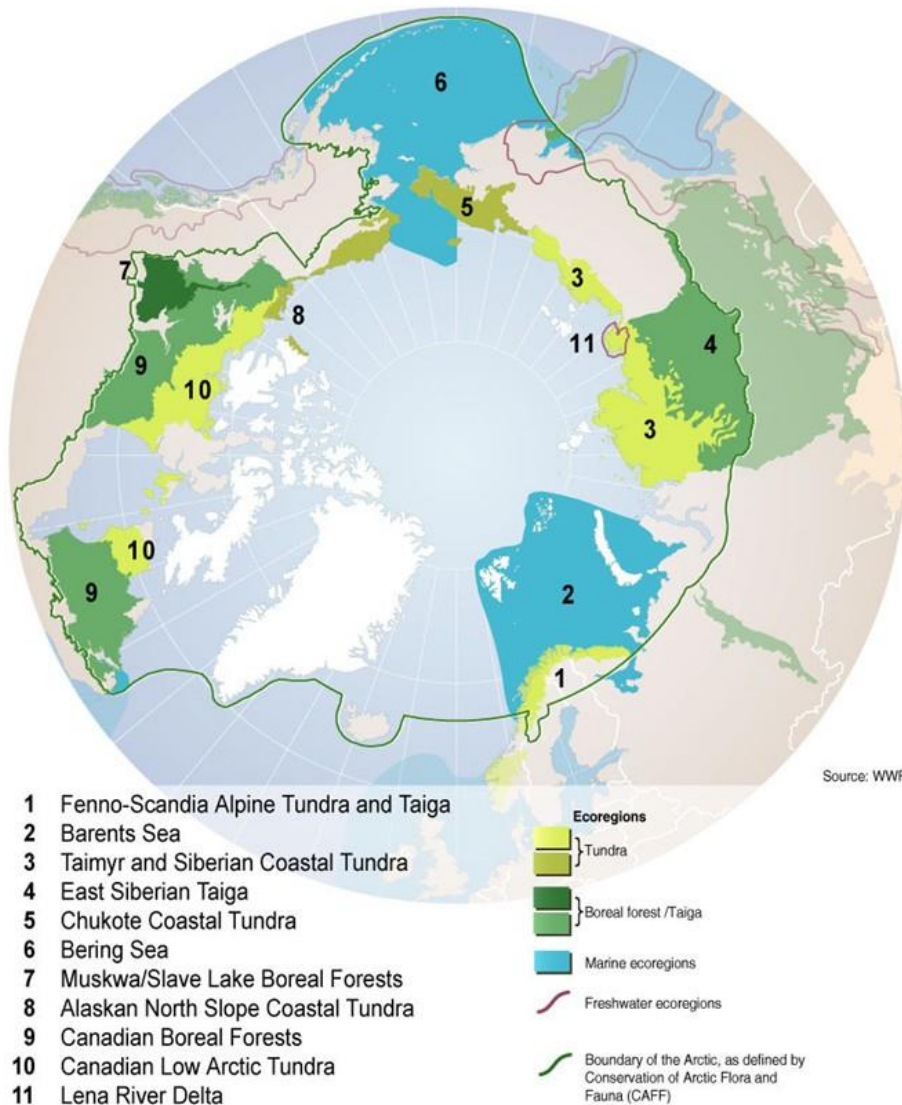 6
5
7
3
8
11
4
9
10
3
10
2
9
1
Source: WWF
1 Fenno-Scandia Alpine Tundra and Taiga
2 Barents Sea
3 Taimyr and Siberian Coastal Tundra
4 East Siberian Taiga
5 Chukote Coastal Tundra
6 Bering Sea
7 Muskwa/Slave Lake Boreal Forests
8 Alaskan North Slope Coastal Tundra
9 Canadian Boreal Forests
10 Canadian Low Arctic Tundra
11 Lena River Delta
Ecoregions
Tundra
Boreal forest /Taiga
Marine ecoregions
Freshwater ecoregions
Boundary of the Arctic, as defined by
Conservation of Arctic Flora and
Fauna (CAFF)